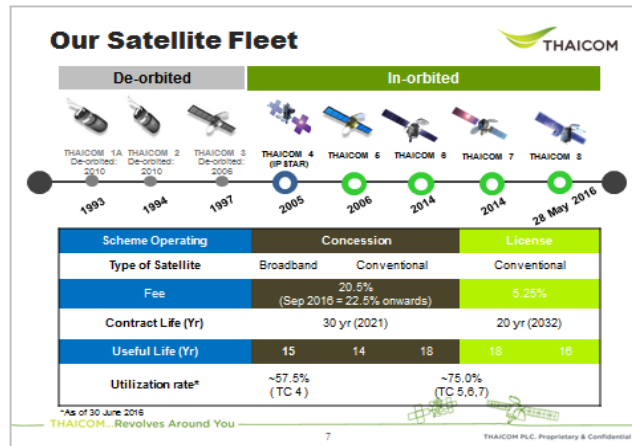 Our Satellite Fleet
THAICOM
De-orbited
In-orbited
THAICOM 1A
De-orbited:
2010
THAICOM 2
De-orbited:
2010
THAICOM 3
De-orbited:
2006
THAICOM 4
(IPSTAR)
THAICOM 5
THAICOM 6
THAICOM 7
THAICOM 8
1993
1994
1997
2005
2006
2014
2014
28 May 2016
Scheme Operating
Concession
License
Type of Satellite
Broadband
Conventional
Conventional
Fee
20.5%
(Sep 2016 = 22.5% onwards)
5.25%
Contract Life (Yr)
30 yr (2021)
20 yr (2032)
Useful Life (Yr)
15
14
18
18
16
Utilization rate*
~57.5%
(TC 4)
~75.0%
(TC 5,6,7)
*As of 30 June 2016
THAICOM...Revolves Around You
7
THAICOM PLC. Proprietary & Confidential